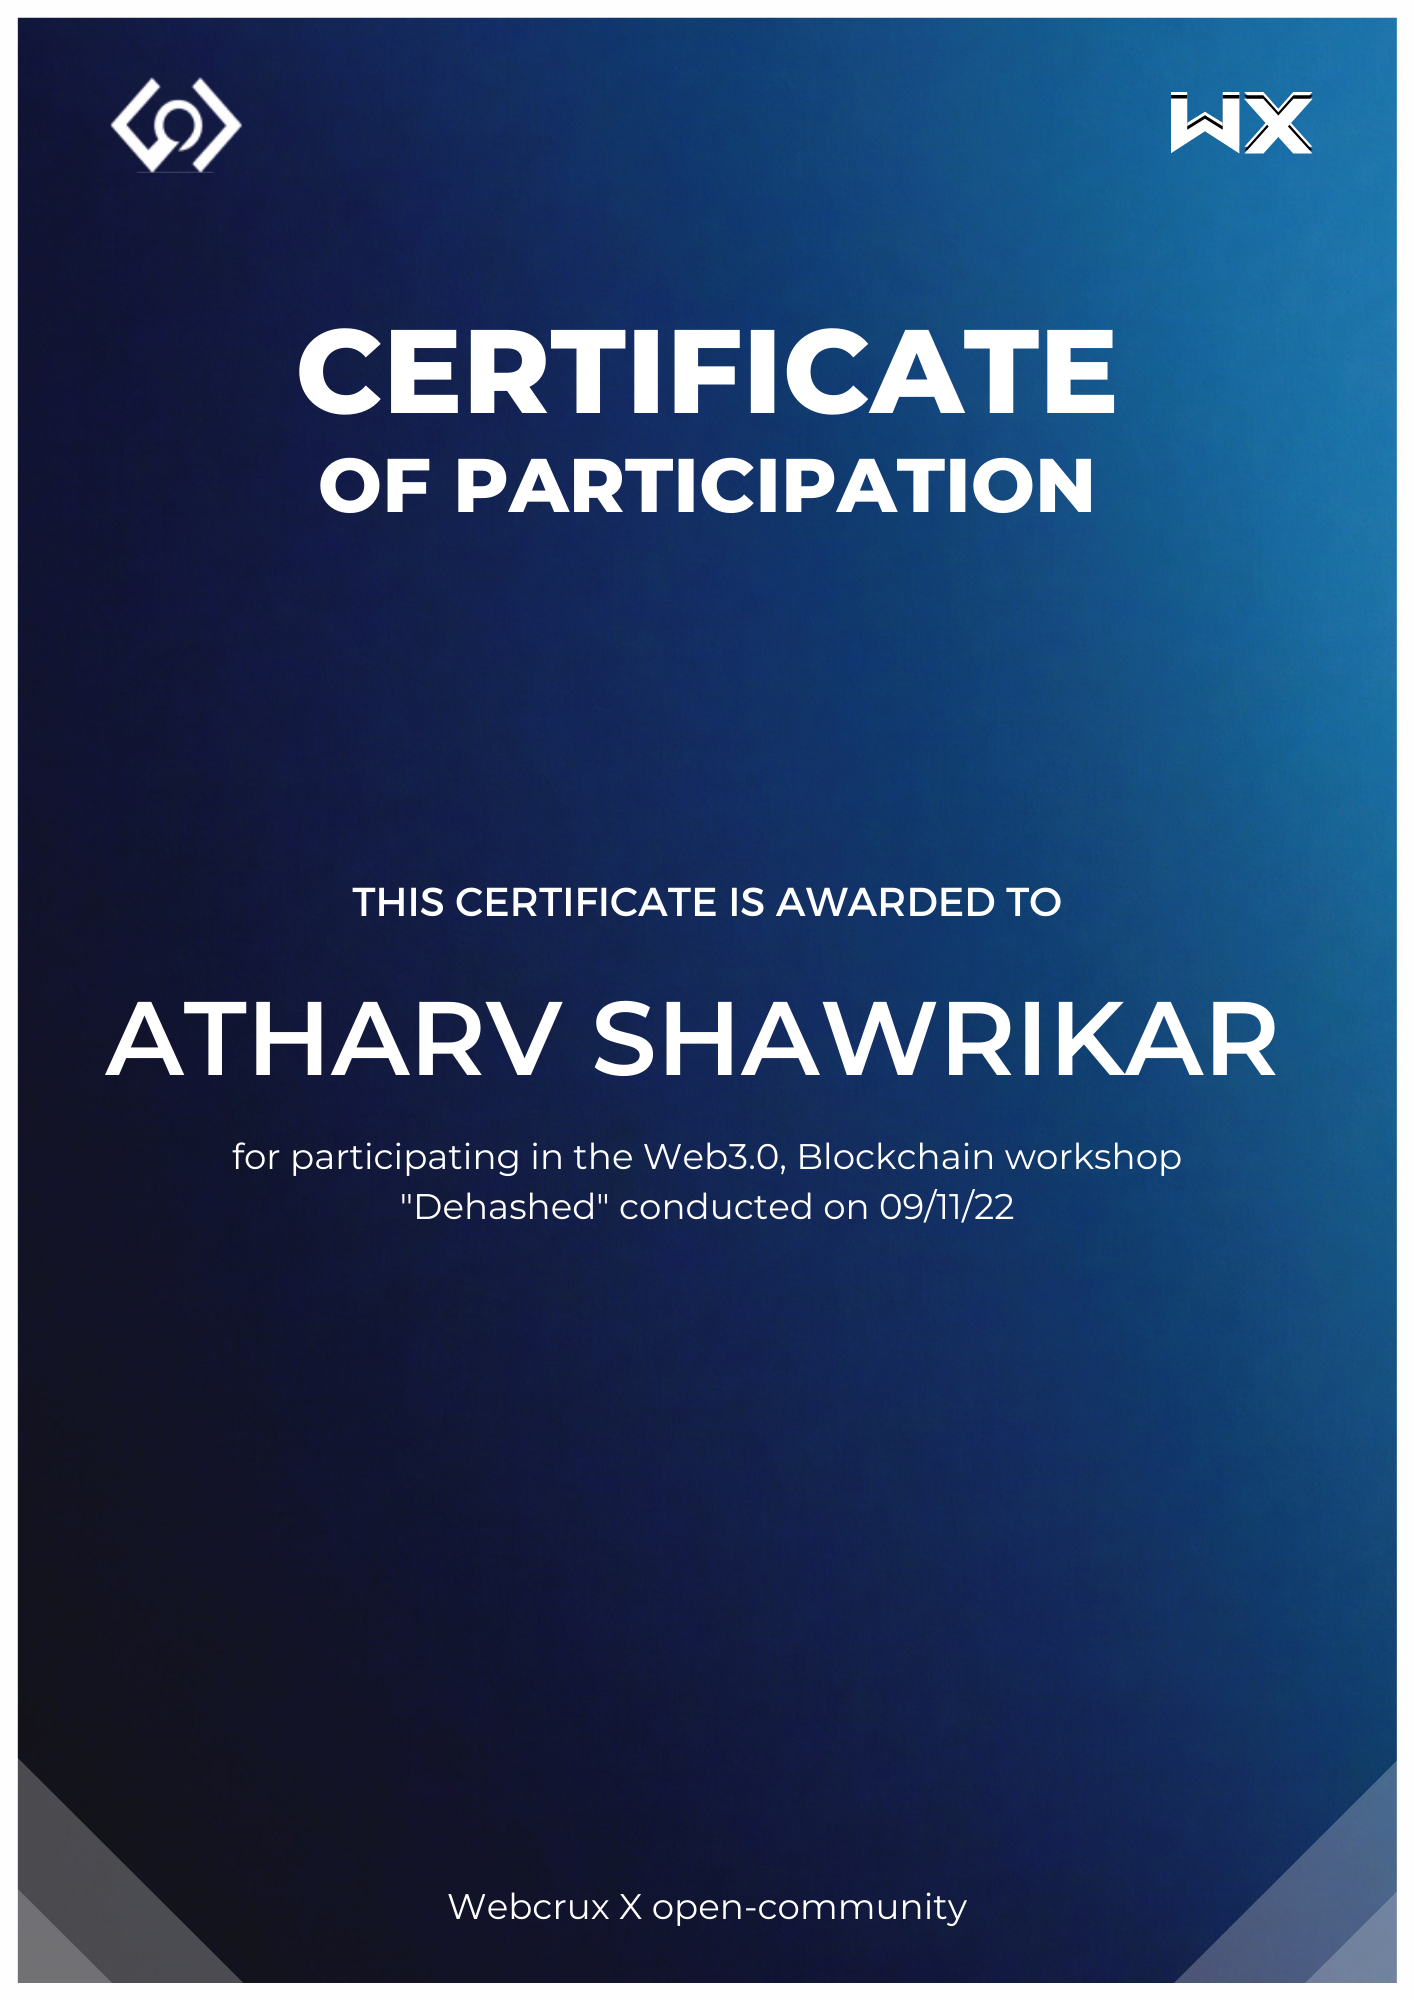 WX
CERTIFICATE
OF PARTICIPATION
THIS CERTIFICATE IS AWARDED TO
ATHARV SHAWRIKAR
for participating in the Web3.0, Blockchain workshop
"Dehashed" conducted on 09/11/22
Webcrux X open-community